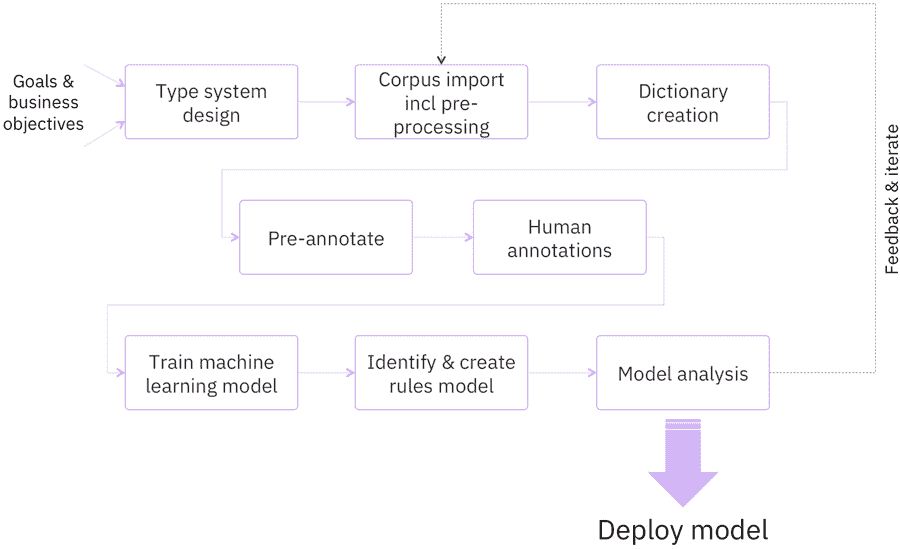 Goals &
business
objectives
Type system
design
Corpus import
incl pre-
processing
Dictionary
creation
Pre-annotate
Human
annotations
Train machine
learning model
Identify & create
rules model
Model analysis
Feedback & iterate
Deploy model